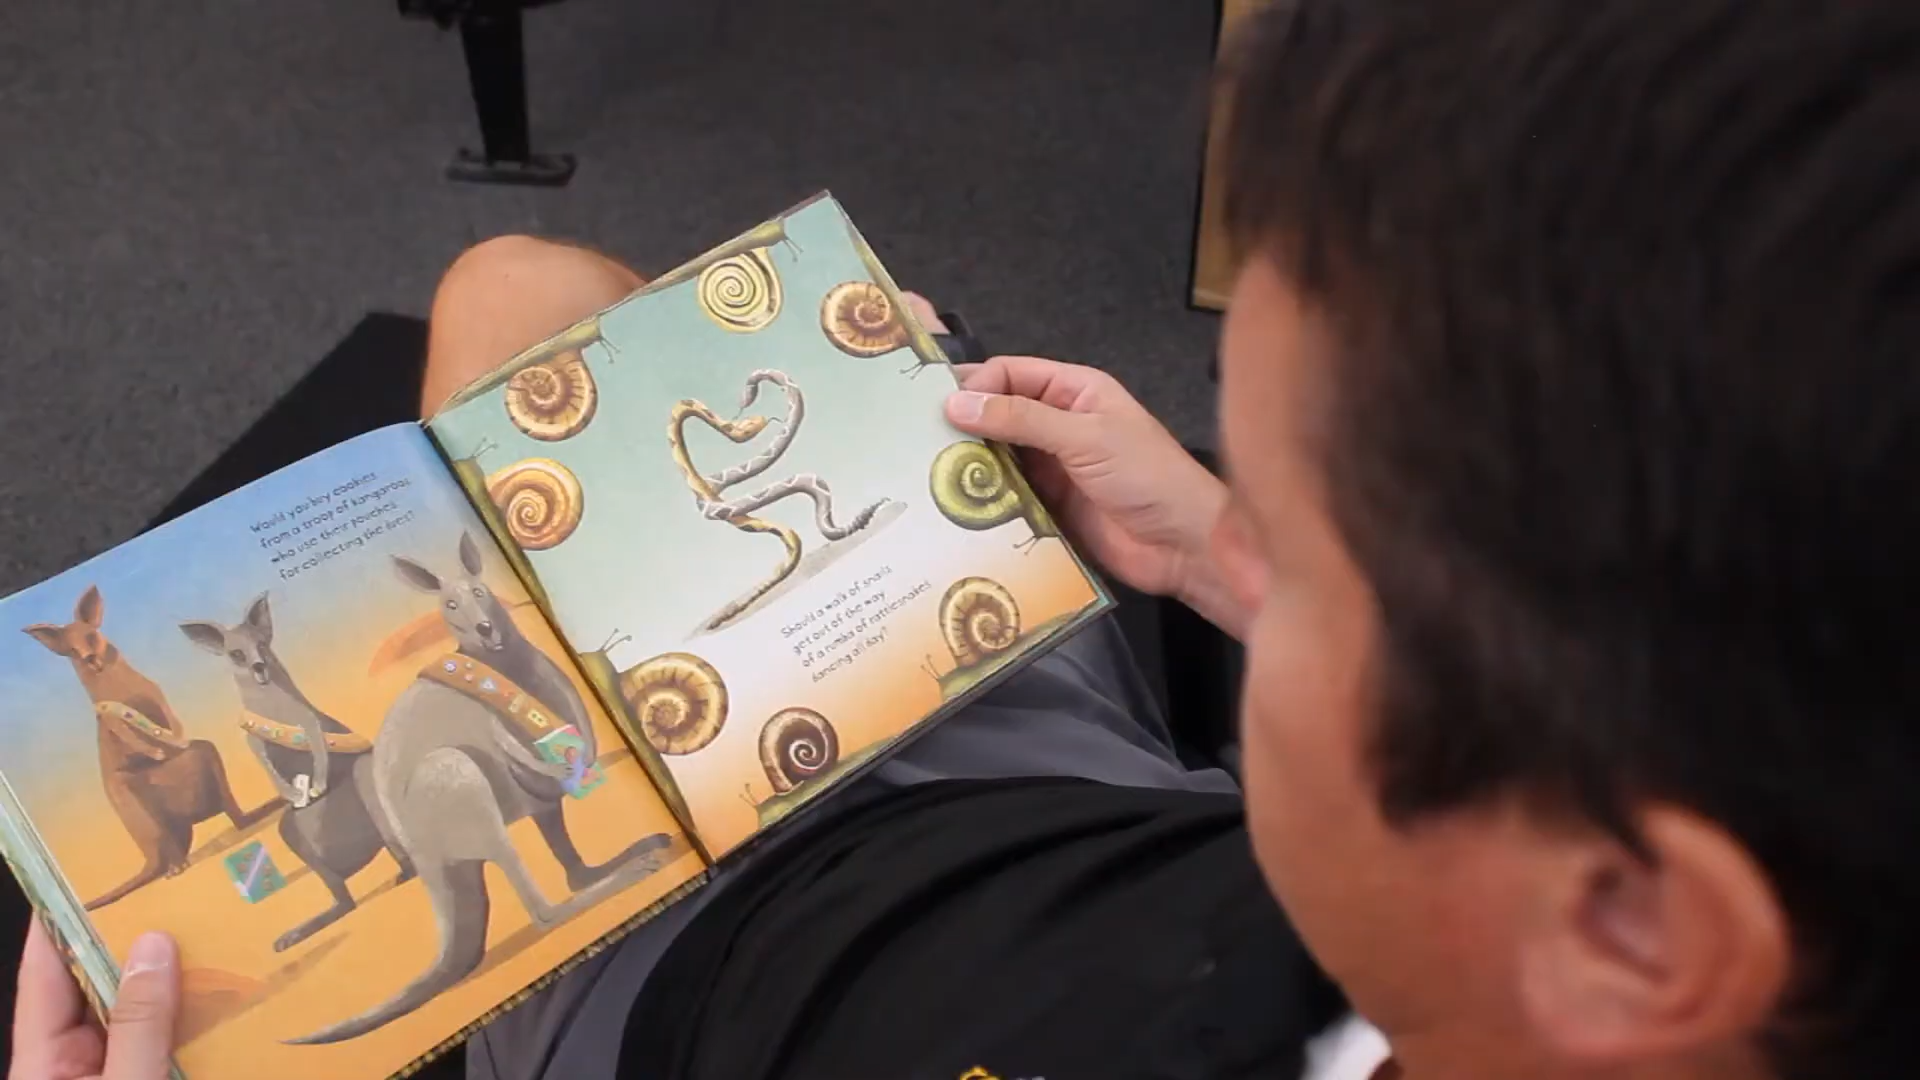 Would you buy cookies
from a troop of kangaroos
who use their pouches
for collecting the dues?
Should a walk of snails
get out of the way
of a rumba of rattlesnakes
dancing all day?